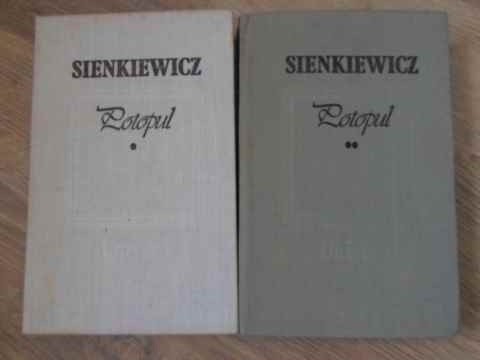 SIENKIEWICZ
Potopul
•
SIENKIEWICZ
Potopul
••